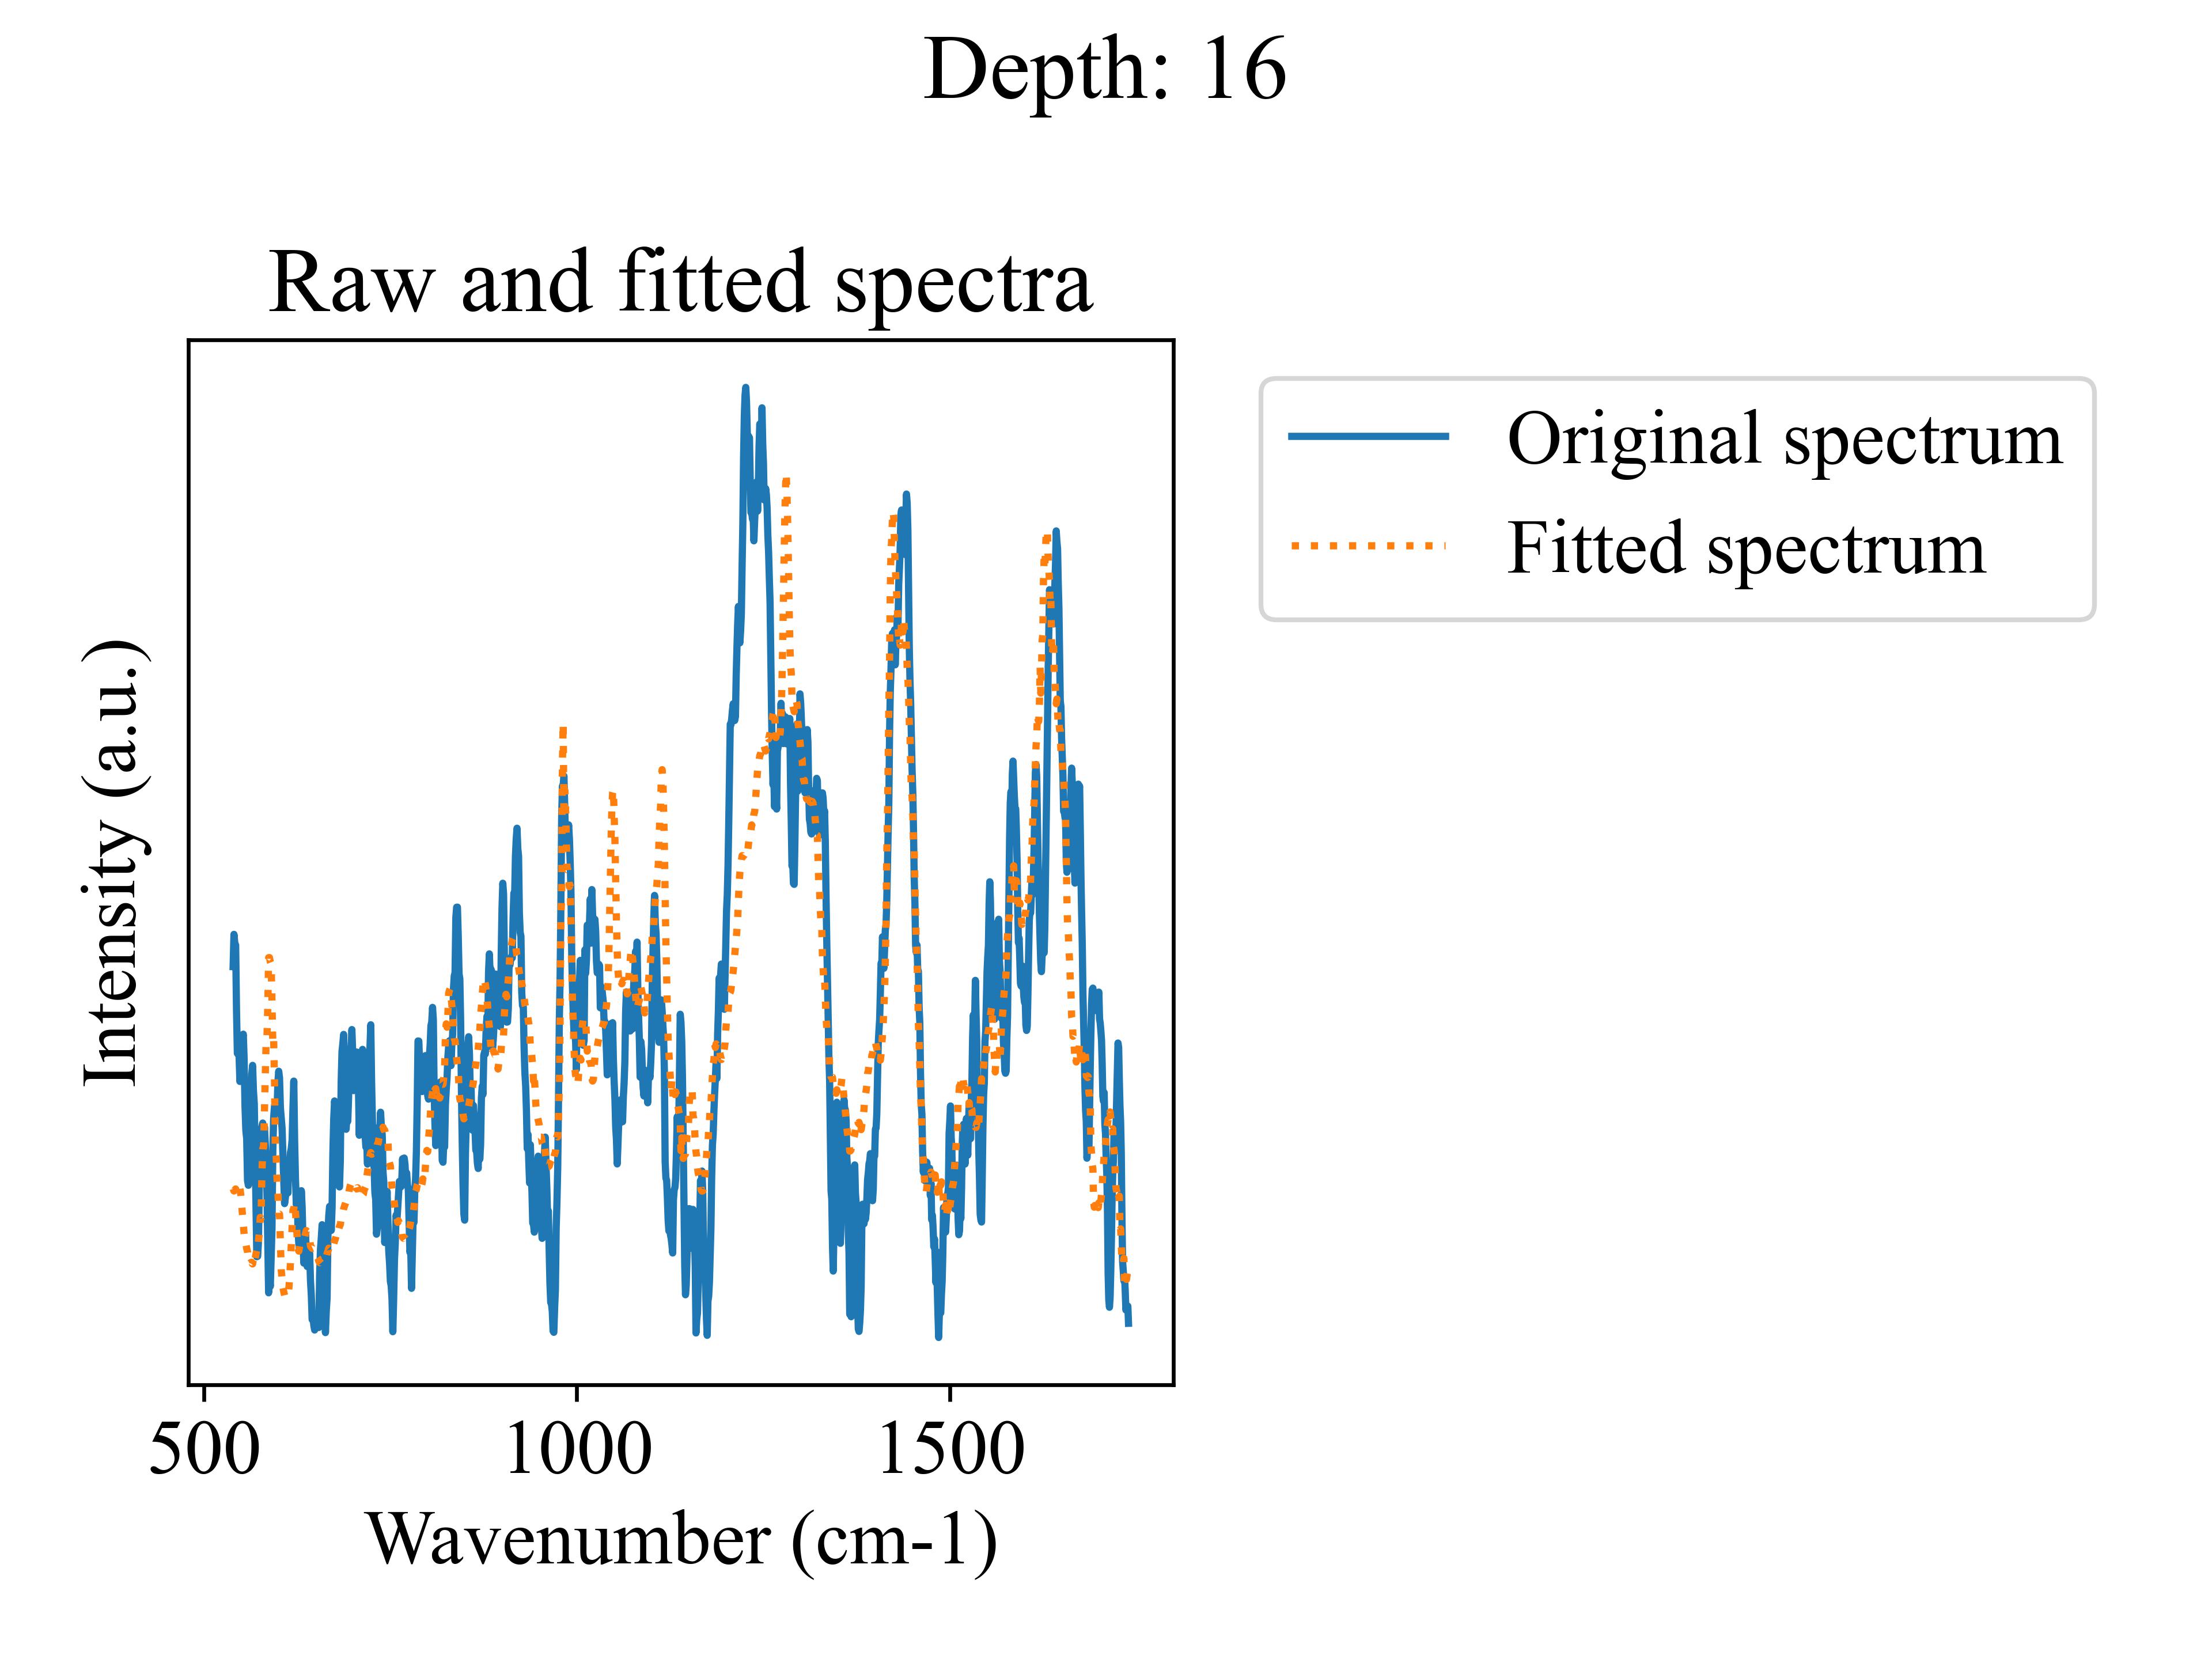 Depth: 16
Raw and fitted spectra
Original spectrum
Fitted spectrum
Intensity (a.u.)
500 1000 1500
Wavenumber (cm-1)